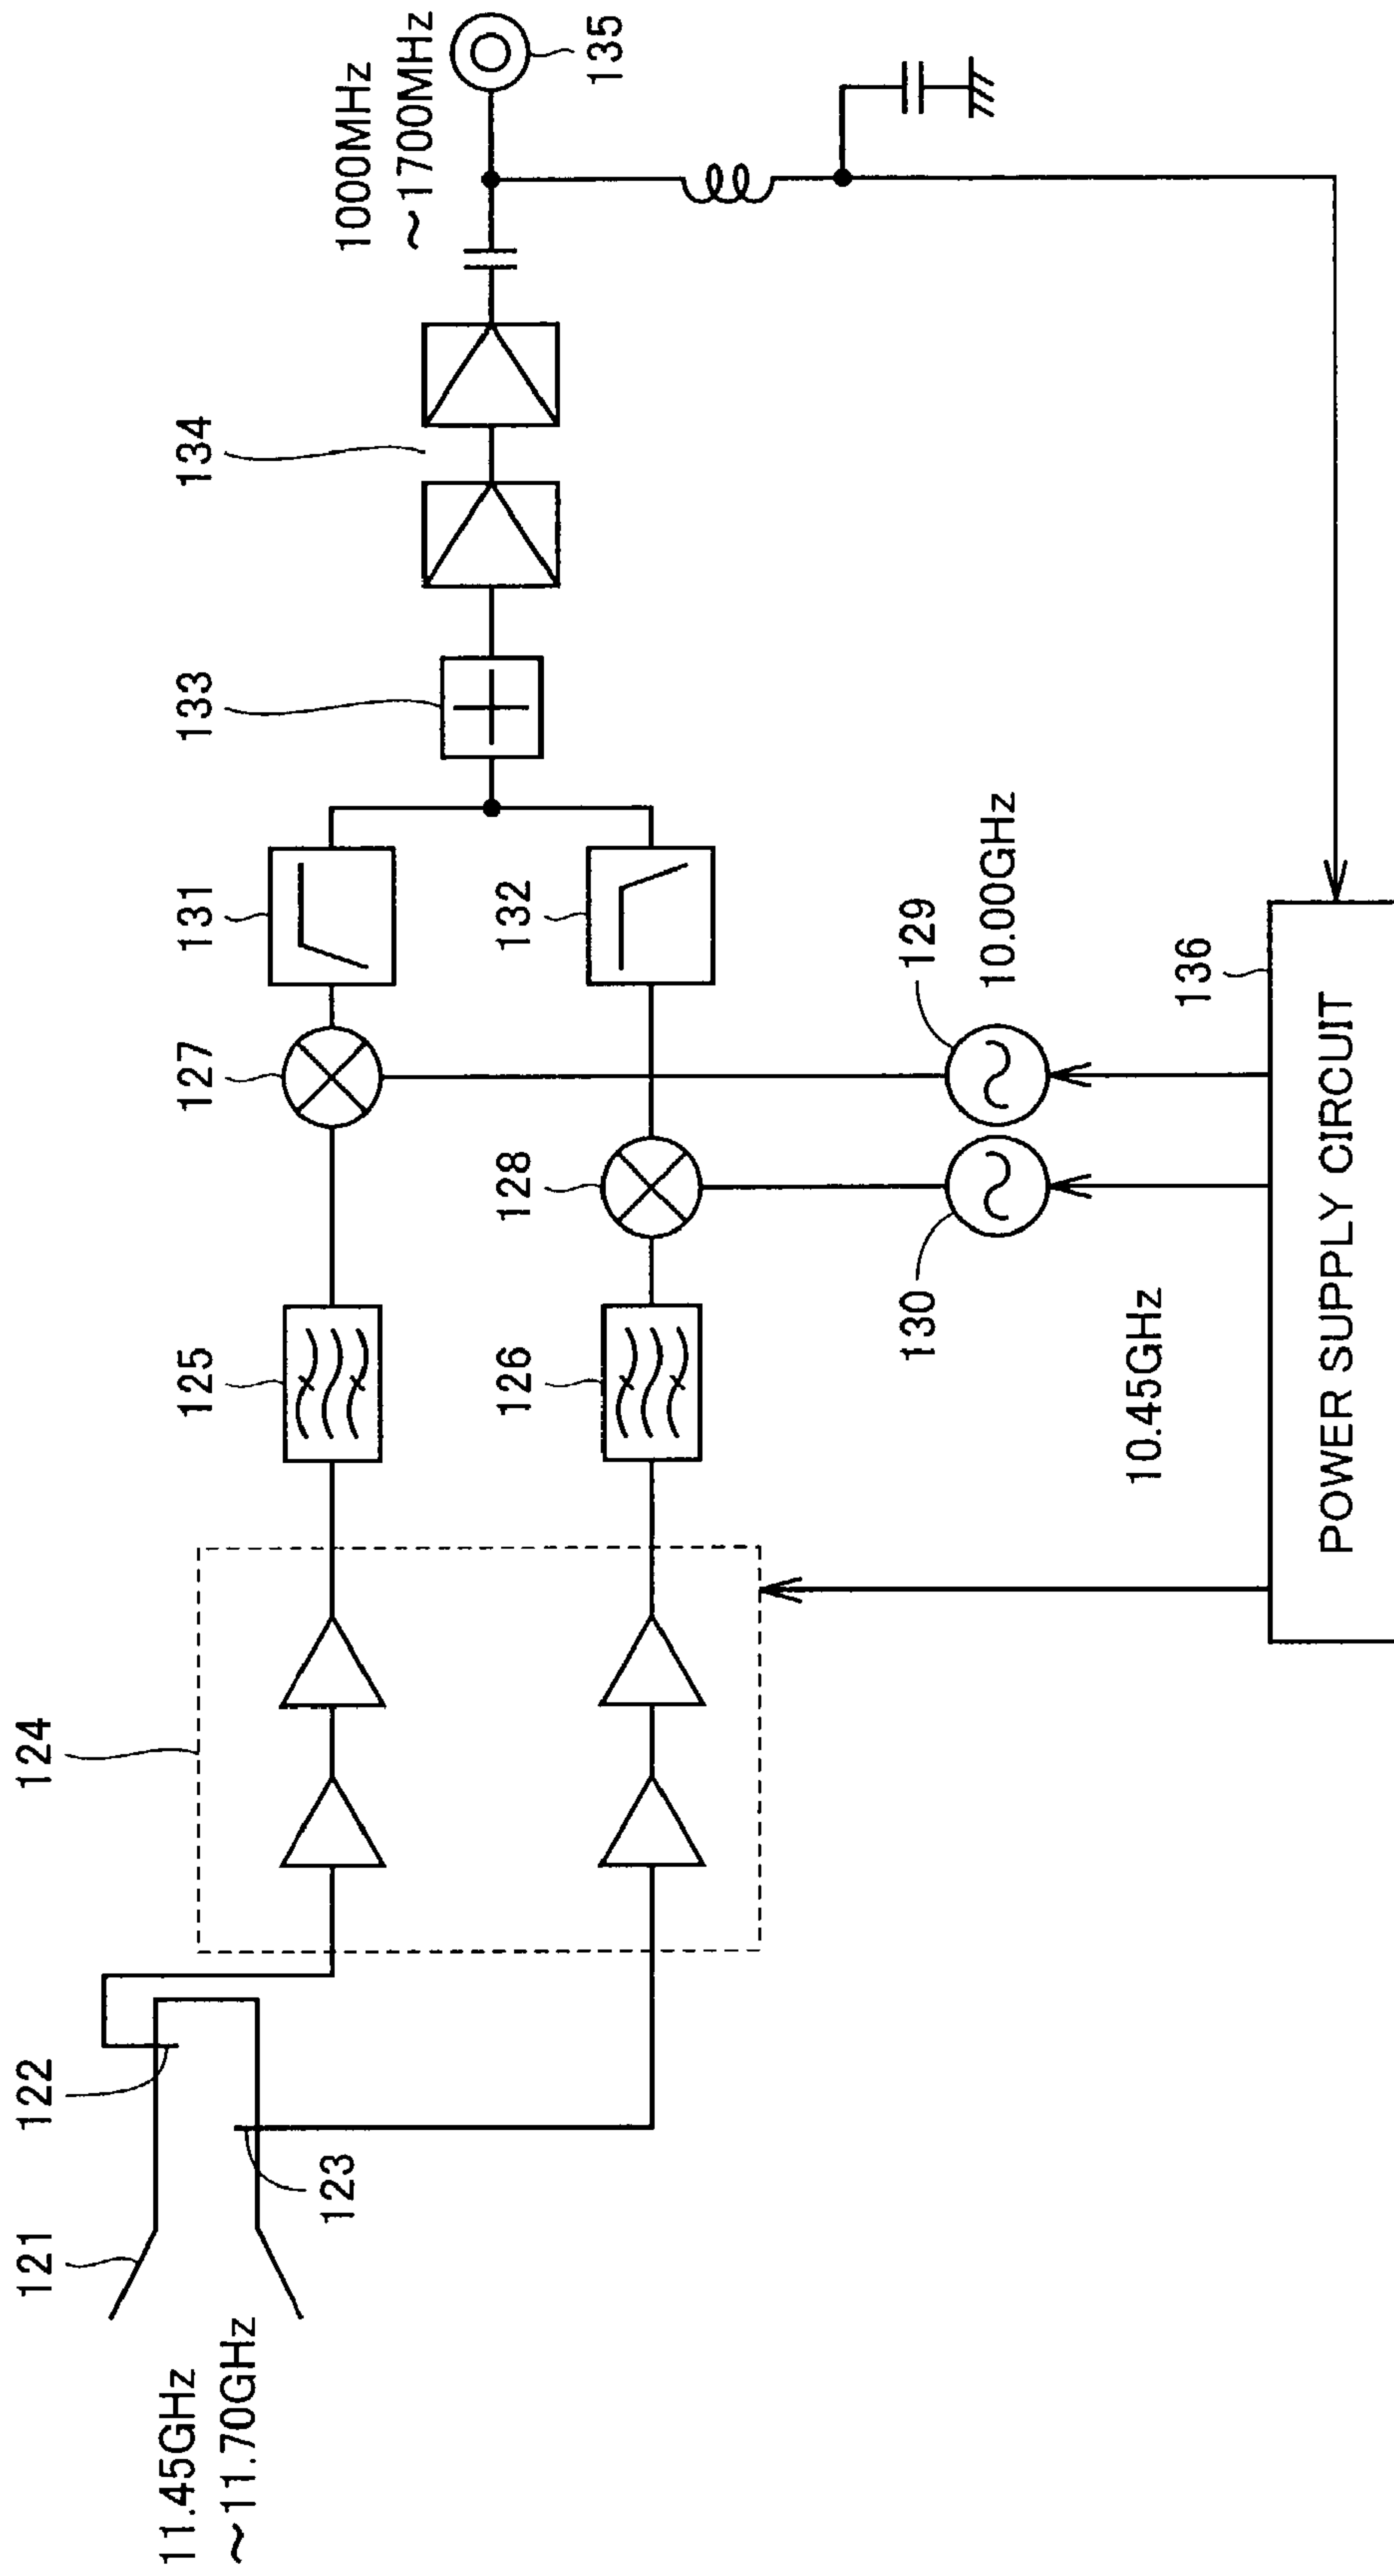 11.45GHz
～11.70GHz
121
122
123
124
125
126
127
128
129
10.00GHz
130
10.45GHz
131
132
133
134
1000MHz
～1700MHz
135
136
POWER SUPPLY CIRCUIT